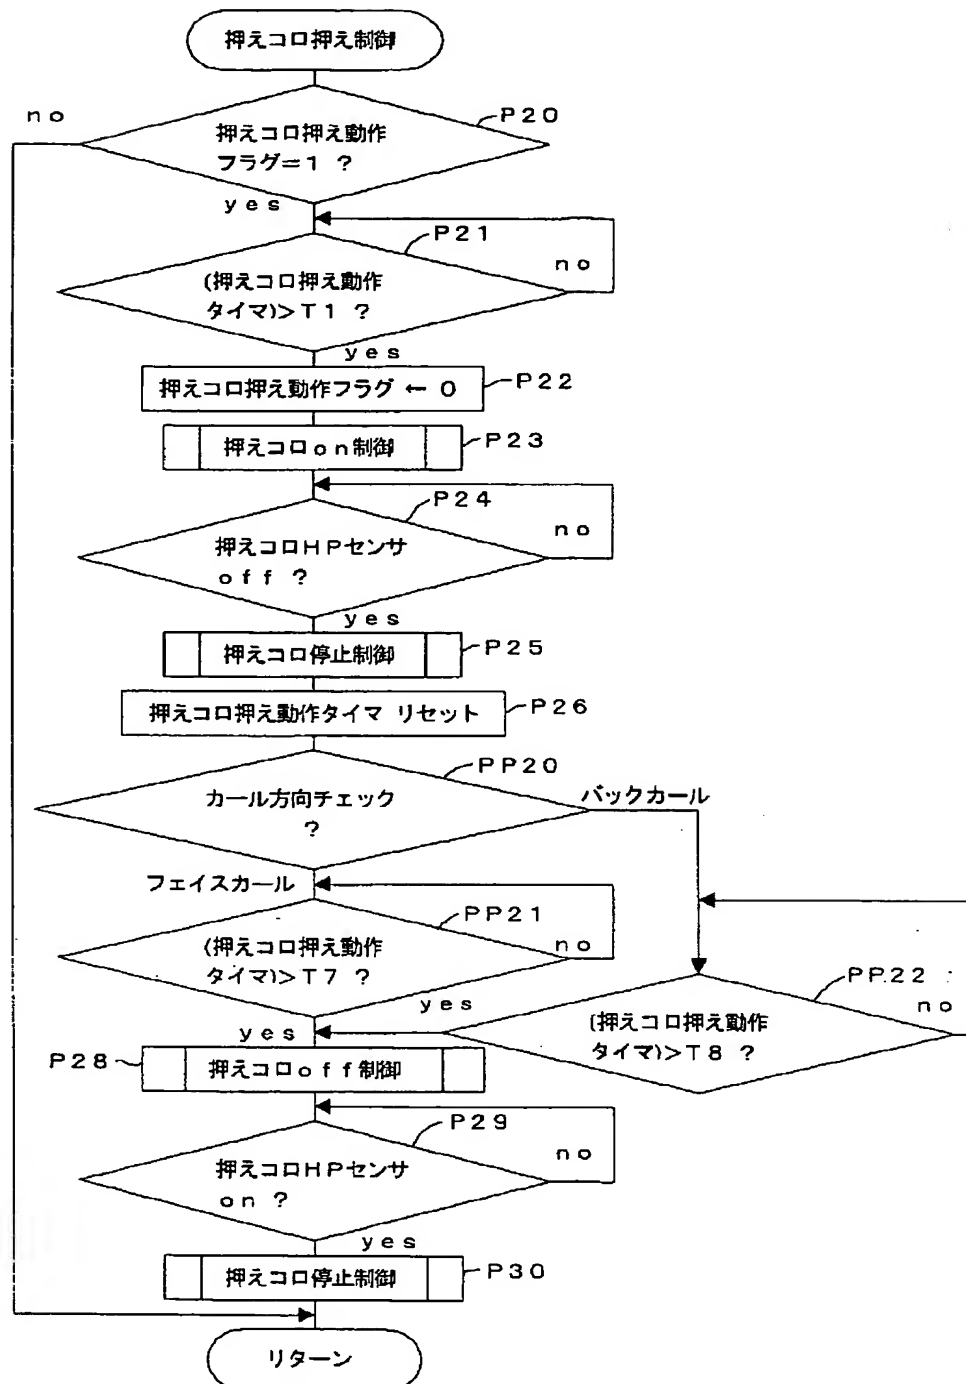 押えコロ押え制御
no
P20
押えコロ押え動作
フラグ=1 ?
yes
P21
no
(押えコロ押え動作
タイマ)>T1 ?
yes
押えコロ押え動作フラグ ← 0
P22
押えコロon制御
P23
P24
no
押えコロHPセンサ
off ?
yes
押えコロ停止制御
P25
押えコロ押え動作タイマ リセット
P26
PP20
カール方向チェック
?
バックカール
フェイスカール
PP21
no
(押えコロ押え動作
タイマ)>T7 ?
PP.22
no
yes
(押えコロ押え動作
タイマ)>T8 ?
yes
P28
押えコロoff制御
P29
no
押えコロHPセンサ
on ?
yes
押えコロ停止制御
P30
リターン